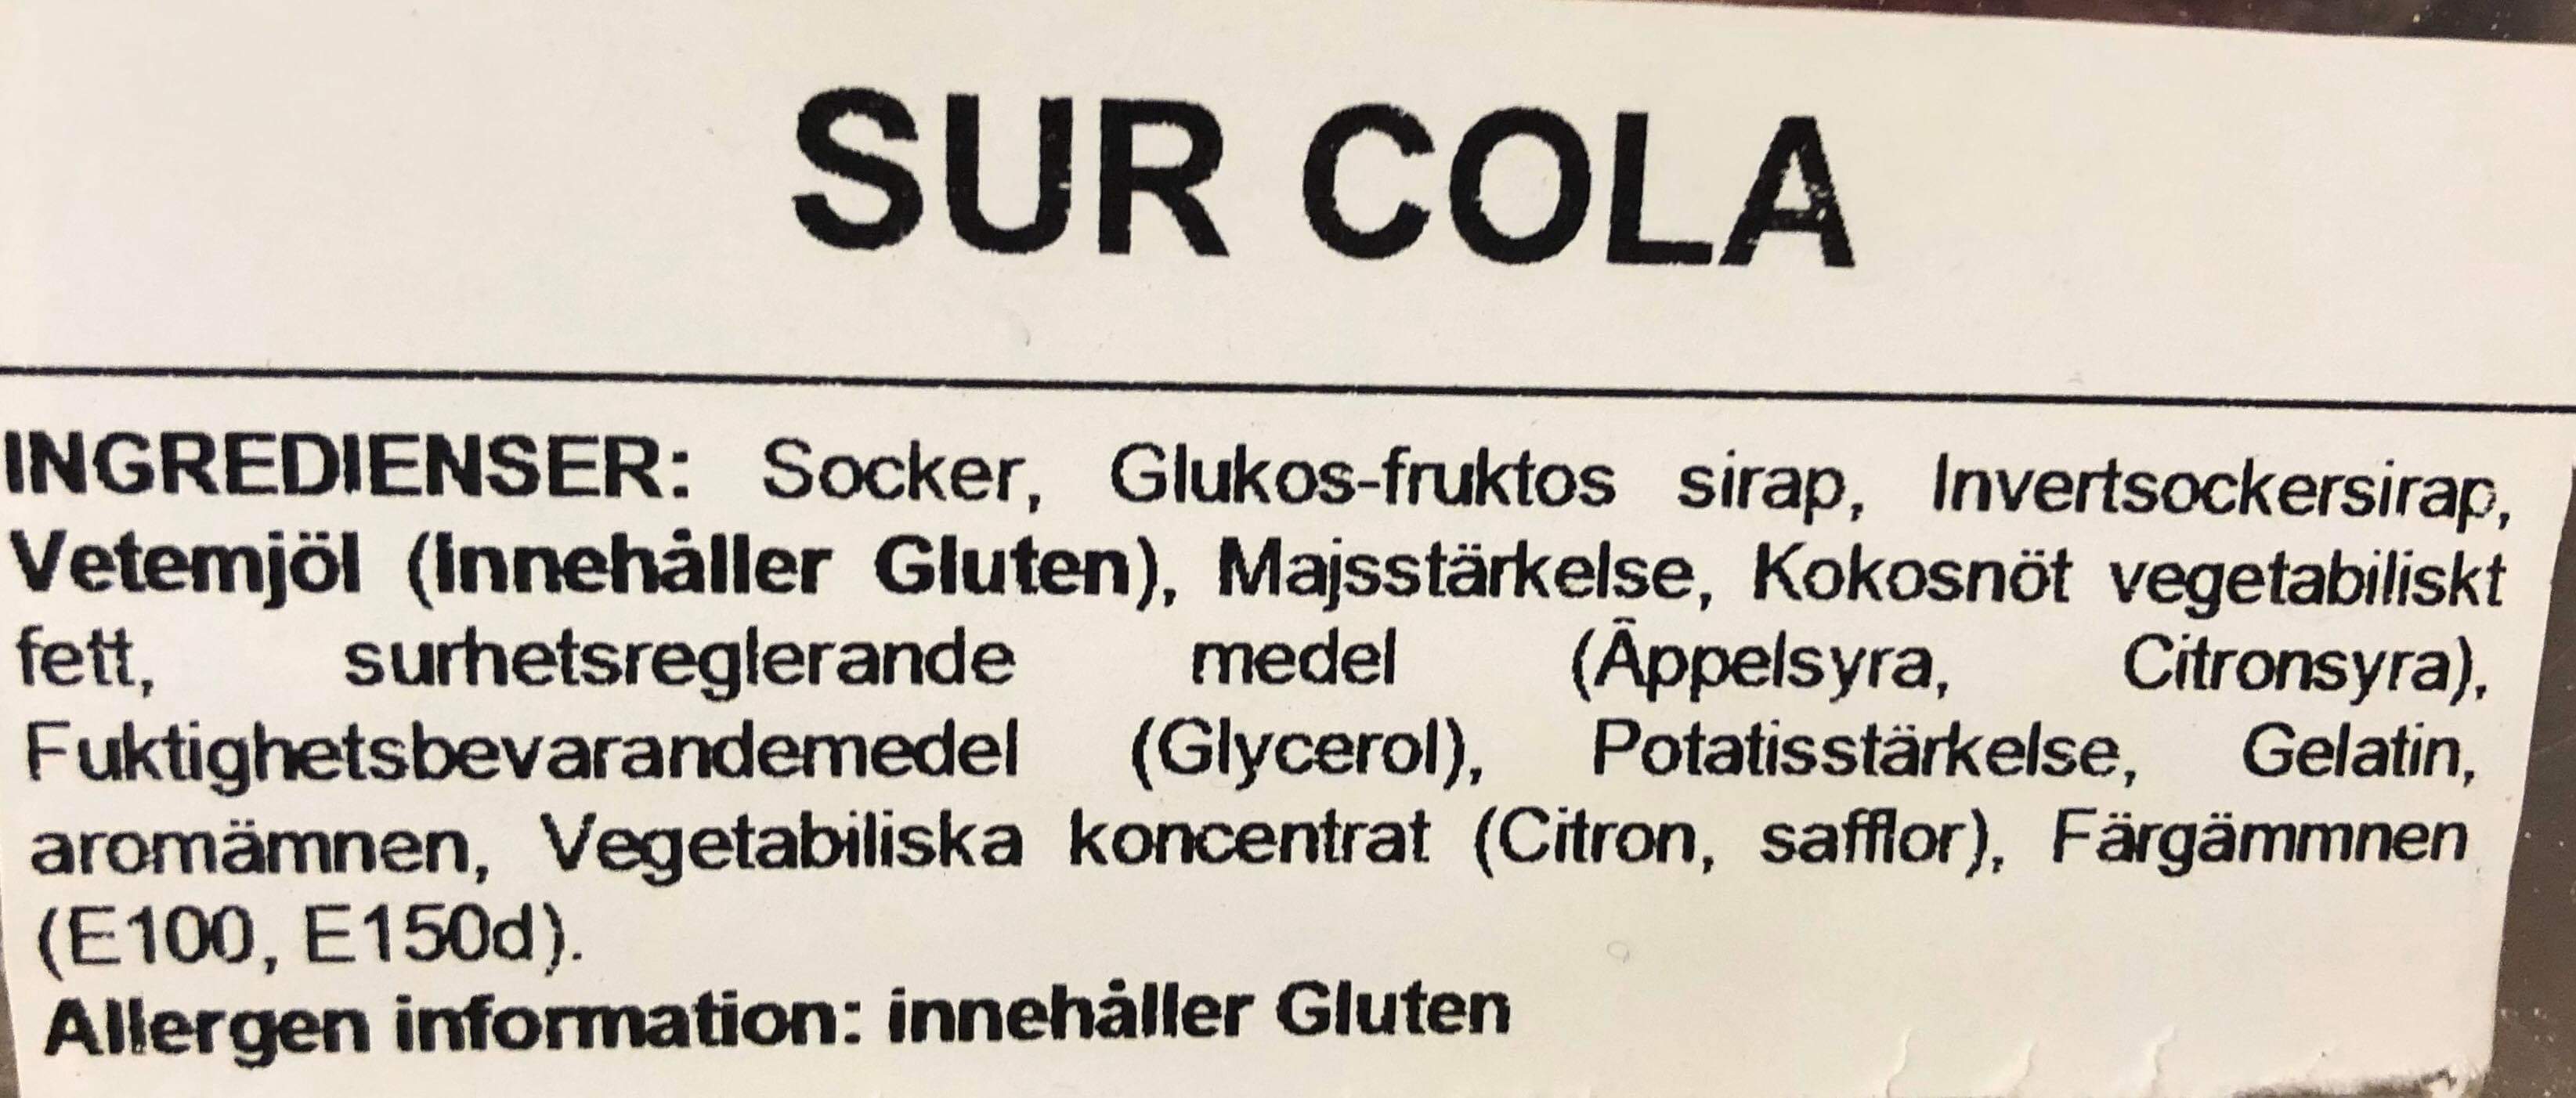 SUR COLA
INGREDIENSER: Socker, Glukos-fruktos sirap, Invertsockersirap,
Vetemjöl (Innehåller Gluten), Majsstärkelse, Kokosnöt vegetabiliskt
fett, surhetsreglerande medel (Äppelsyra, Citronsyra),
Fuktighetsbevarandemedel (Glycerol), Potatisstärkelse, Gelatin,
aromämnen, Vegetabiliska koncentrat (Citron, safflor), Färgämmnen
(E100, E150d).
Allergen information: innehåller Gluten